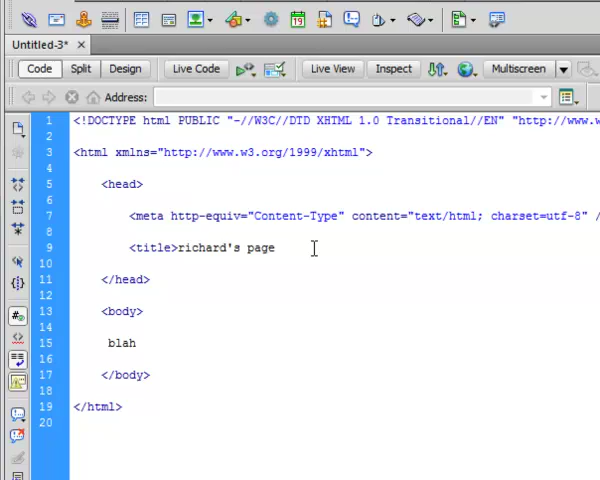 Untitled-3*
Code Split Design Live Code Live View Inspect Multiscreen
Address:
1 <!DOCTYPE html PUBLIC "-//W3C//DTD XHTML 1.0 Transitional//EN" "http://www.w
2
3 <html xmlns="http://www.w3.org/1999/xhtml">
4
5 <head>
6
7 <meta http-equiv="Content-Type" content="text/html; charset=utf-8" /
8
9 <title>richard's page
10
11 </head>
12
13 <body>
14
15 blah
16
17 </body>
18
19 </html>
20